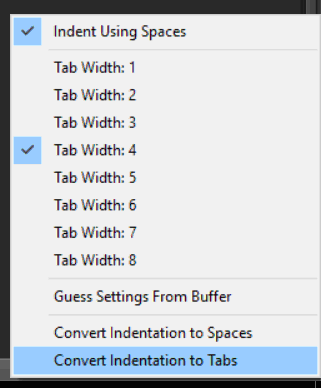 Indent Using Spaces
Tab Width: 1
Tab Width: 2
Tab Width: 3
Tab Width: 4
Tab Width: 5
Tab Width: 6
Tab Width: 7
Tab Width: 8
Guess Settings From Buffer
Convert Indentation to Spaces
Convert Indentation to Tabs